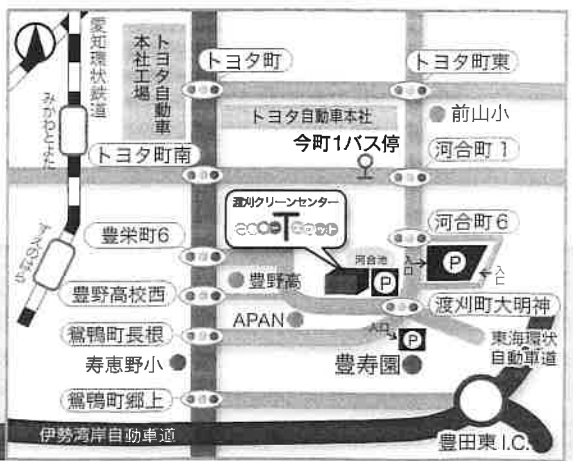 愛知環状鉄道
みかわとよた
トヨタ自動車
本社工場
トヨタ町
トヨタ町東
トヨタ自動車本社
前山小
今町1バス停
トヨタ町南
河合町1
渡刈クリーンセンター
河合町6
豊栄町6
河合池
P
入口
P
入口
豊野高
豊野高校西
渡刈町大明神
APAN
鴛鴨町長根
入口
P
東海環状
自動車道
寿恵野小
豊寿園
鴛鴨町郷上
伊勢湾岸自動車道
豊田東I.C.